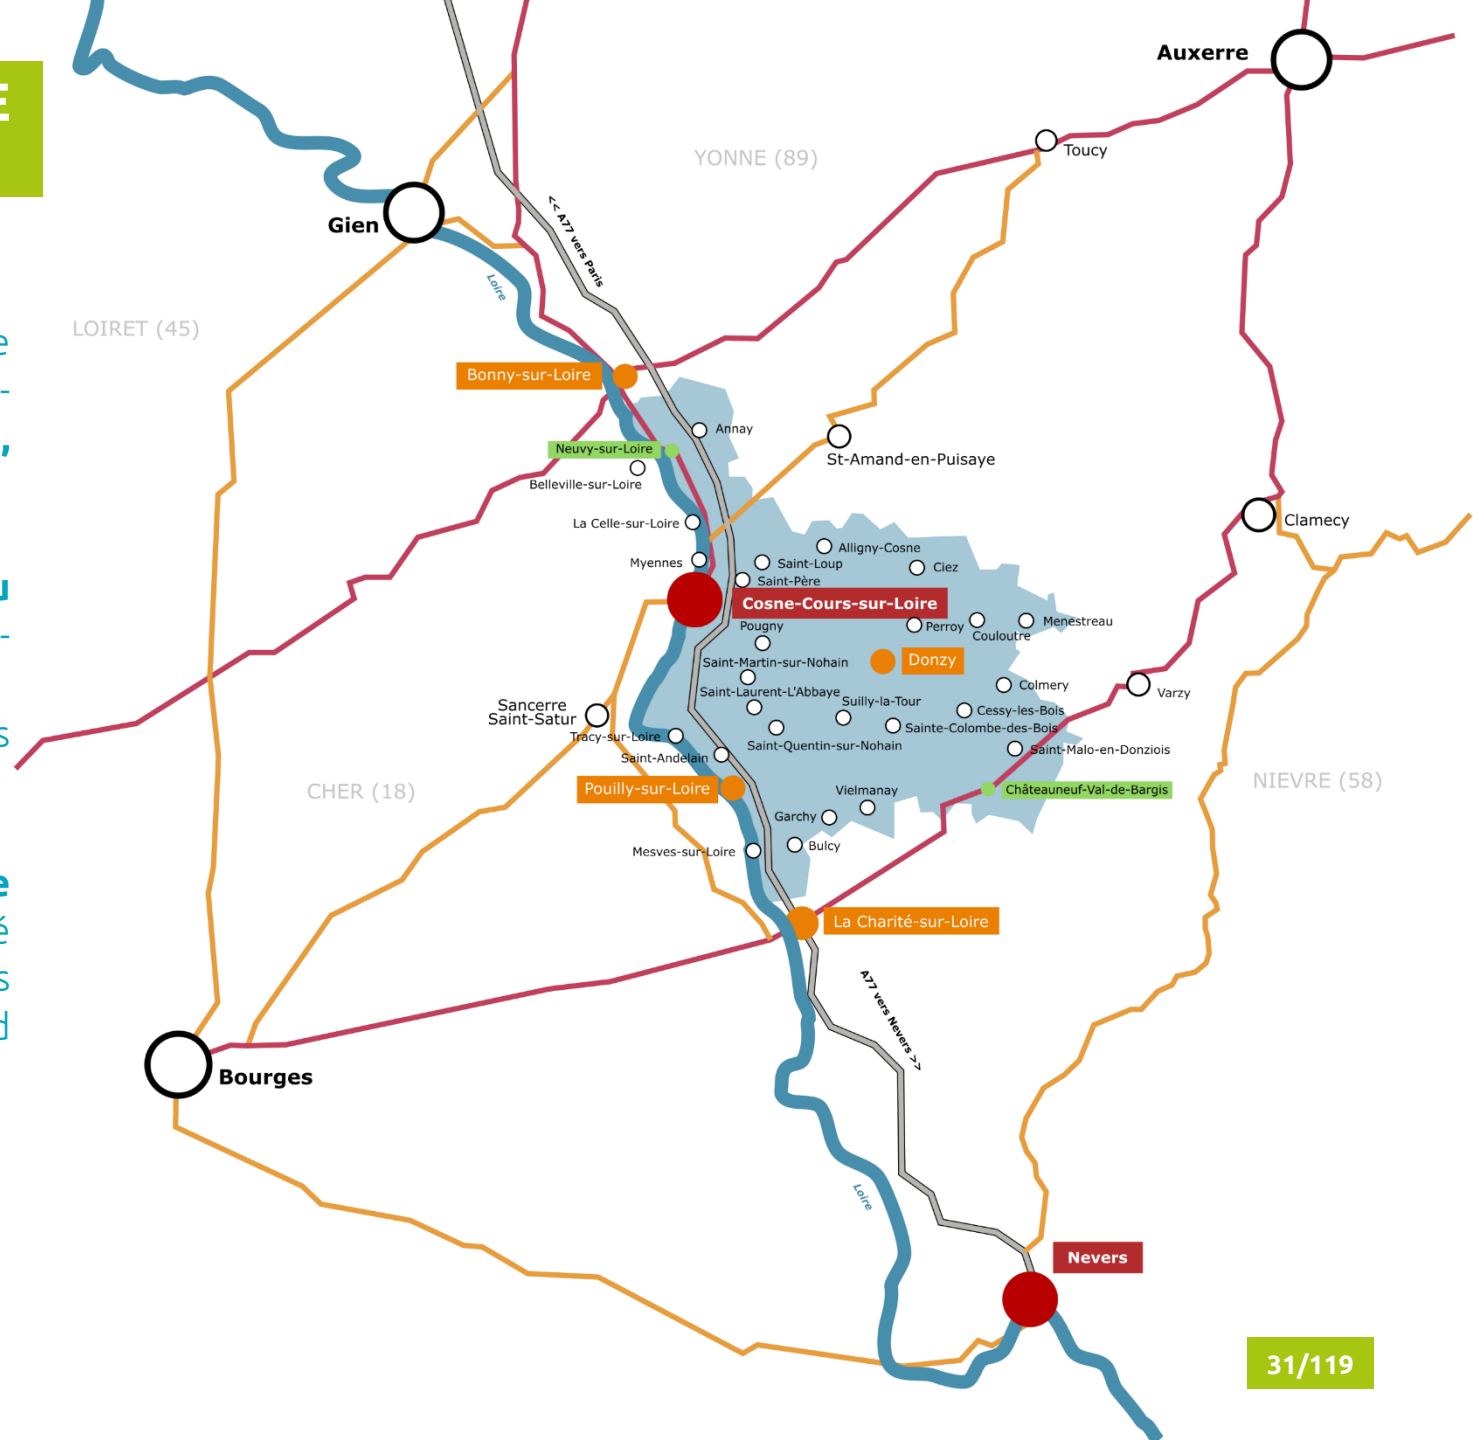 E
Auxerre
Toucy
YONNE (89)
<< A77 vers Paris
Gien
Loire
LOIRET (45)
e
-
,
Bonny-sur-Loire
Annay
Neuvy-sur-Loire
St-Amand-en-Puisaye
Belleville-sur-Loire
La Celle-sur-Loire
Clamecy
Alligny-Cosne
Myennes
Saint-Loup
Ciez
Saint-Père
u
-
Cosne-Cours-sur-Loire
Pougny
Perroy
Couloutre
Menestreau
Saint-Martin-sur-Nohain
Donzy
Colmery
Varzy
Saint-Laurent-L'Abbaye
Suilly-la-Tour
Cessy-les-Bois
Sancerre
Saint-Satur
Sainte-Colombe-des-Bois
s
Tracy-sur-Loire
Saint-Quentin-sur-Nohain
Saint-Malo-en-Donziois
Saint-Andelain
CHER (18)
NIEVRE (58)
Pouilly-sur-Loire
Vielmanay
Châteauneuf-Val-de-Bargis
Garchy
Mesves-sur-Loire
Bulcy
e
La Charité-sur-Loire
s
d
A77 vers Nevers >>
Bourges
Loire
Nevers
31/119